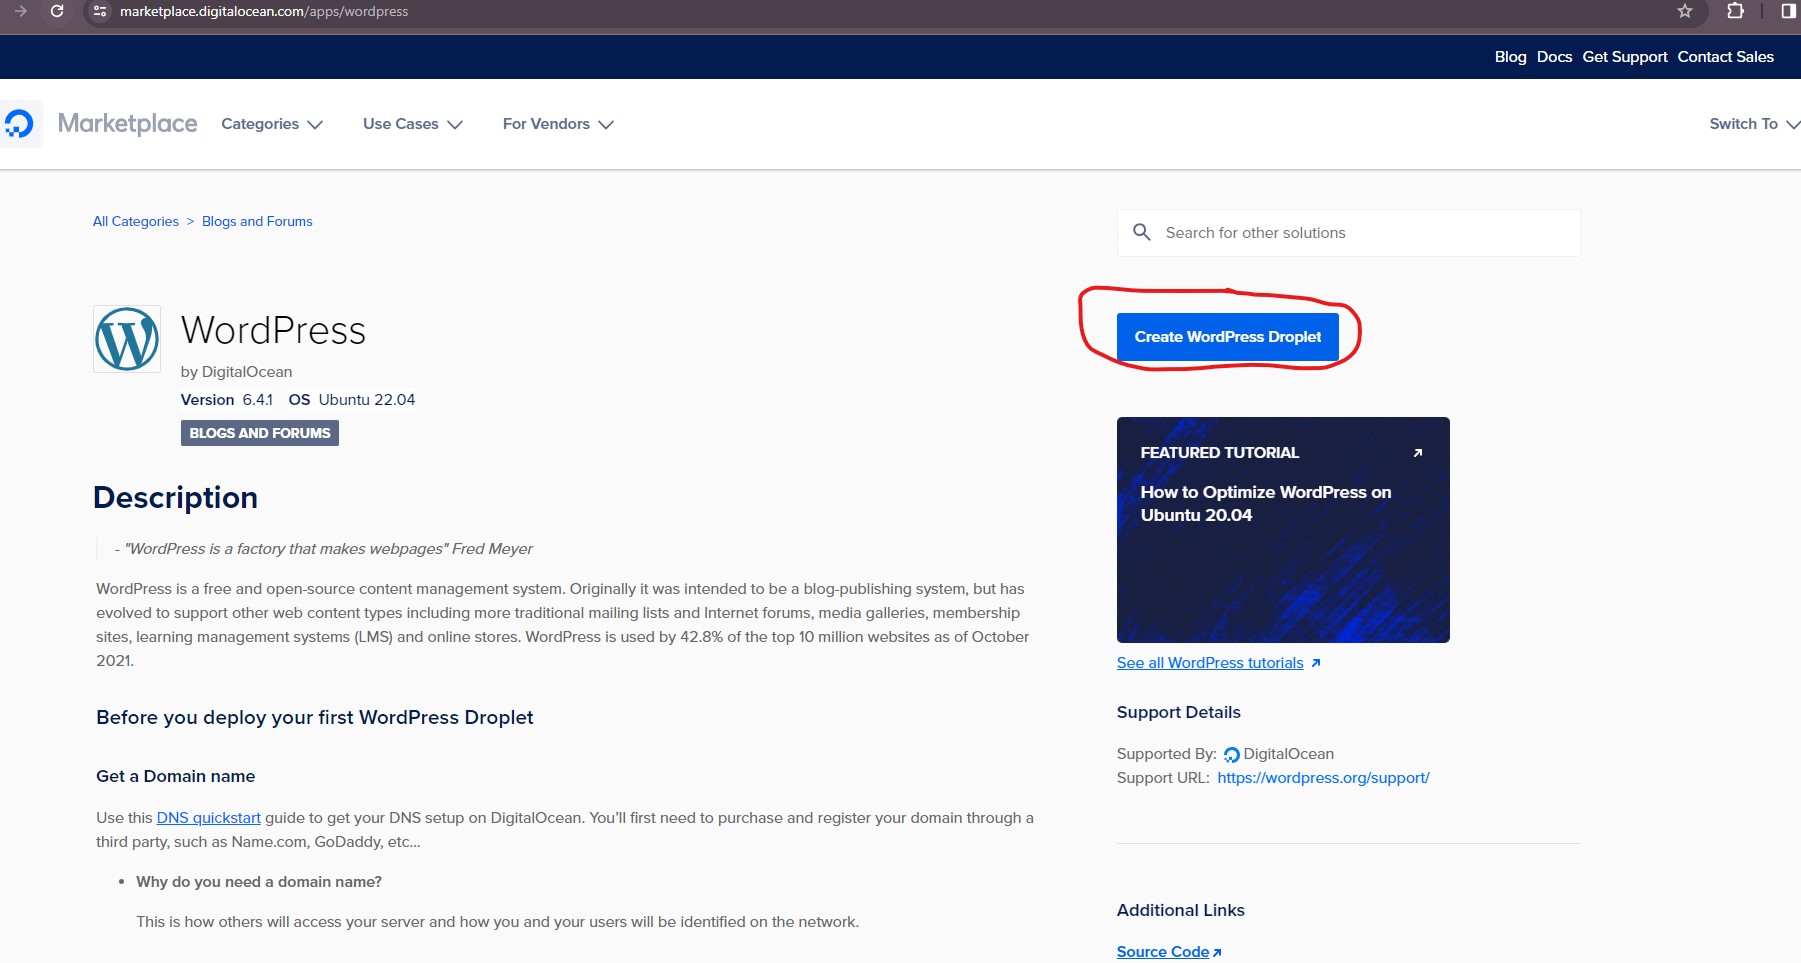 marketplace.digitalocean.com/apps/wordpress
Blog Docs Get Support Contact Sales
Marketplace Categories Use Cases For Vendors Switch To
All Categories > Blogs and Forums
Search for other solutions
WordPress
by DigitalOcean
Version 6.4.1 OS Ubuntu 22.04
BLOGS AND FORUMS
Create WordPress Droplet
Description
- "WordPress is a factory that makes webpages" Fred Meyer
WordPress is a free and open-source content management system. Originally it was intended to be a blog-publishing system, but has
evolved to support other web content types including more traditional mailing lists and Internet forums, media galleries, membership
sites, learning management systems (LMS) and online stores. WordPress is used by 42.8% of the top 10 million websites as of October
2021.
Before you deploy your first WordPress Droplet
Get a Domain name
Use this DNS quickstart guide to get your DNS setup on DigitalOcean. You’ll first need to purchase and register your domain through a
third party, such as Name.com, GoDaddy, etc...
• Why do you need a domain name?
This is how others will access your server and how you and your users will be identified on the network.
FEATURED TUTORIAL
How to Optimize WordPress on
Ubuntu 20.04
See all WordPress tutorials
Support Details
Supported By: DigitalOcean
Support URL: https://wordpress.org/support/
Additional Links
Source Code